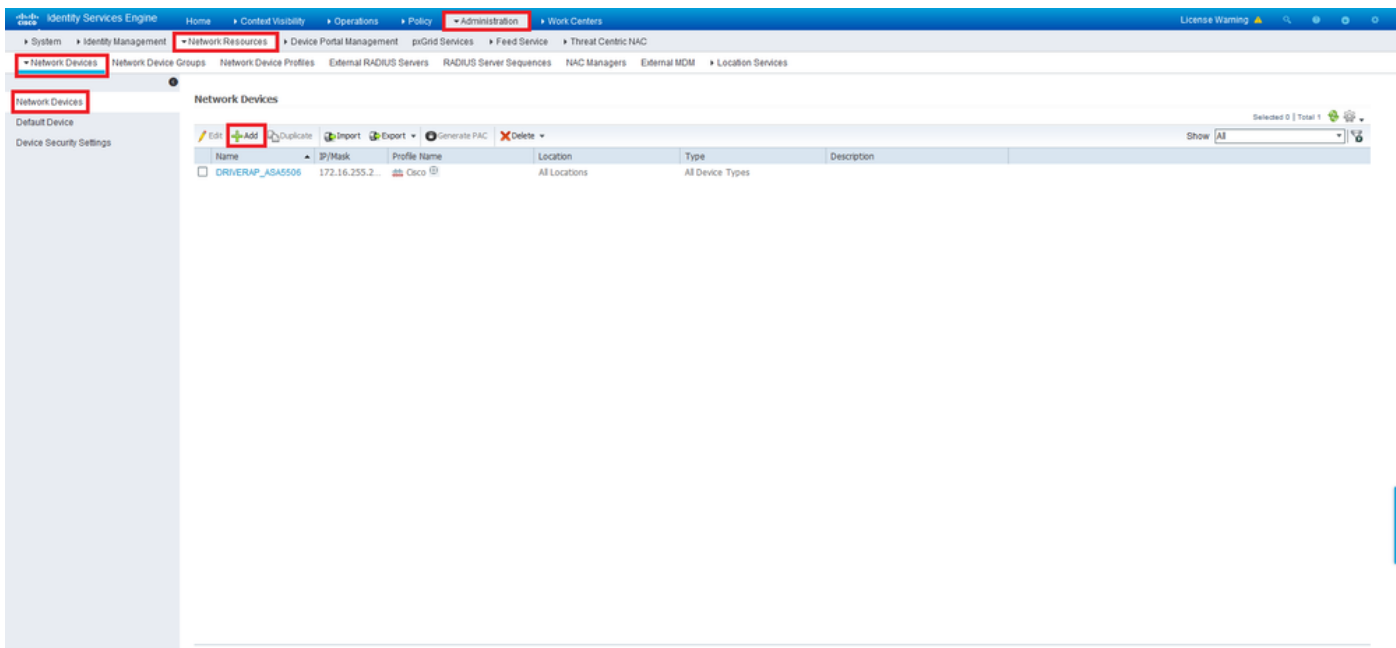 cisco Identity Services Engine Home Context Visibility Operations Policy Administration Work Centers License Warning
System Identity Management Network Resources Device Portal Management pxGrid Services Feed Service Threat Centric NAC
Network Devices Network Device Groups Network Device Profiles External RADIUS Servers RADIUS Server Sequences NAC Managers External MDM Location Services
Network Devices
Default Device
Device Security Settings
Network Devices
Selected 0 | Total 1
Edit Add Duplicate Import Export Generate PAC Delete Show All
Name IP/Mask Profile Name Location Type Description
DRIVERAP_ASA5506 172.16.255.2... Cisco All Locations All Device Types